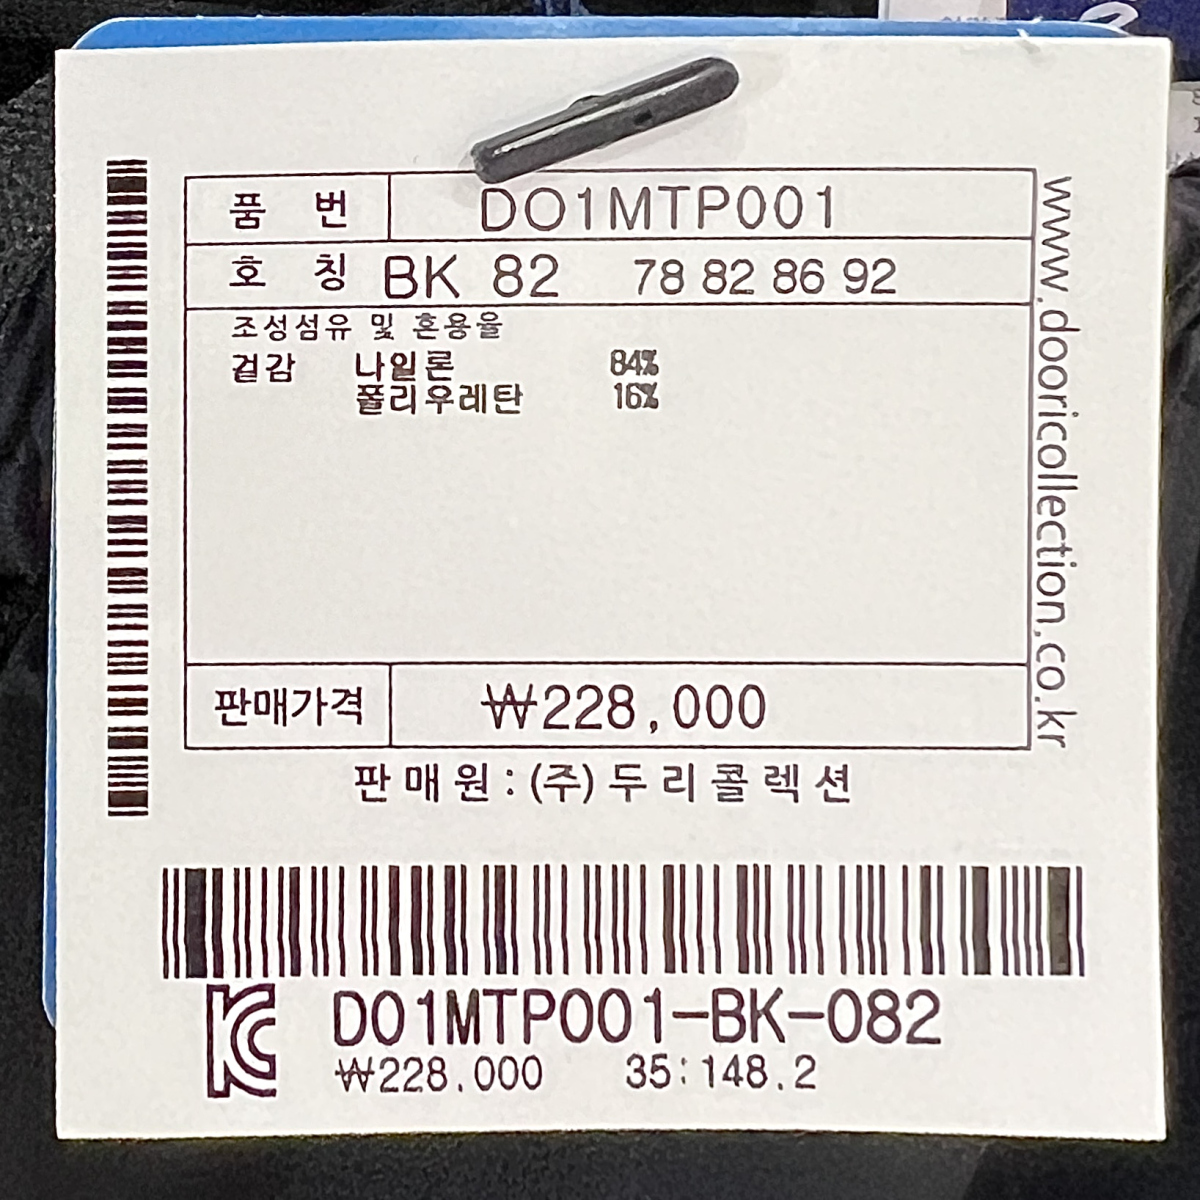 품 번 DO1MTP001
호 칭 BK 82 78 82 86 92
조성섬유 및 혼용율
겉감 나일론 84%
폴리우레탄 16%
판매가격 ₩228,000
판매원 : (주) 두리콜렉션
www.dooricollection.co.kr
DO1MTP001-BK-082
₩228,000 35:148.2